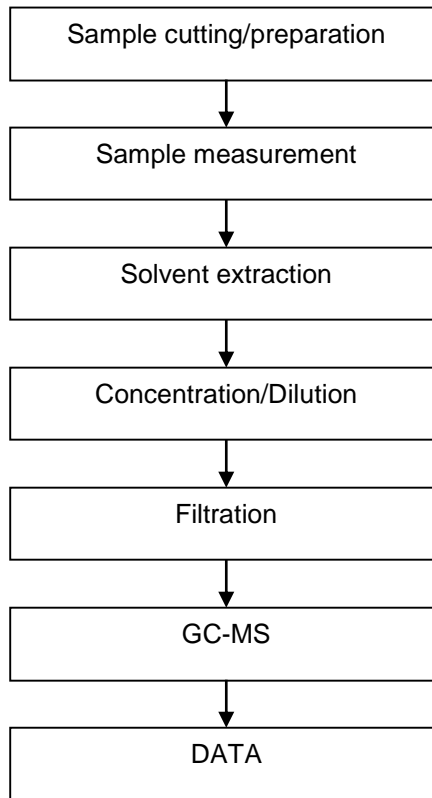 Sample cutting/preparation
Sample measurement
Solvent extraction
Concentration/Dilution
Filtration
GC-MS
DATA